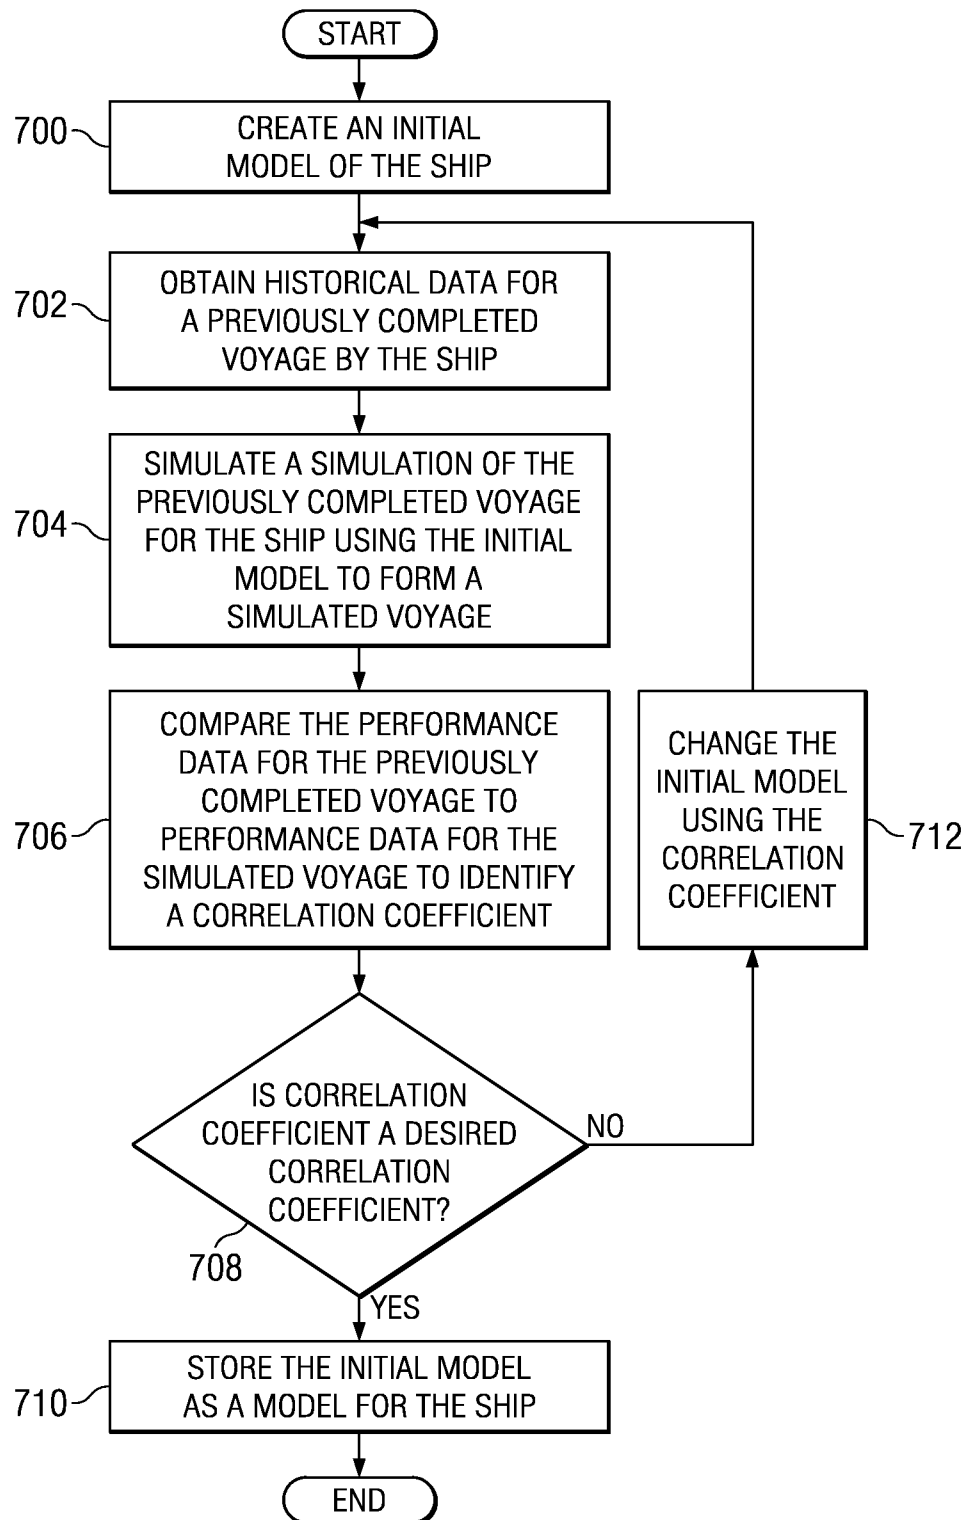 START
700
CREATE AN INITIAL
MODEL OF THE SHIP
702
OBTAIN HISTORICAL DATA FOR
A PREVIOUSLY COMPLETED
VOYAGE BY THE SHIP
704
SIMULATE A SIMULATION OF THE
PREVIOUSLY COMPLETED VOYAGE
FOR THE SHIP USING THE INITIAL
MODEL TO FORM A
SIMULATED VOYAGE
706
COMPARE THE PERFORMANCE
DATA FOR THE PREVIOUSLY
COMPLETED VOYAGE TO
PERFORMANCE DATA FOR THE
SIMULATED VOYAGE TO IDENTIFY
A CORRELATION COEFFICIENT
CHANGE THE
INITIAL MODEL
USING THE
CORRELATION
COEFFICIENT
712
IS CORRELATION
COEFFICIENT A DESIRED
CORRELATION
COEFFICIENT?
NO
708
YES
710
STORE THE INITIAL MODEL
AS A MODEL FOR THE SHIP
END